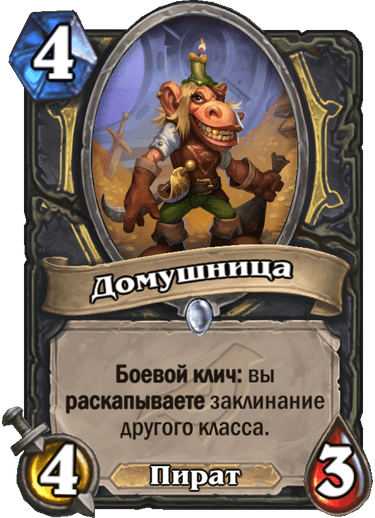 4
Домушница
Боевой клич: вы
раскапываете заклинание
другого класса.
4
Пират
3